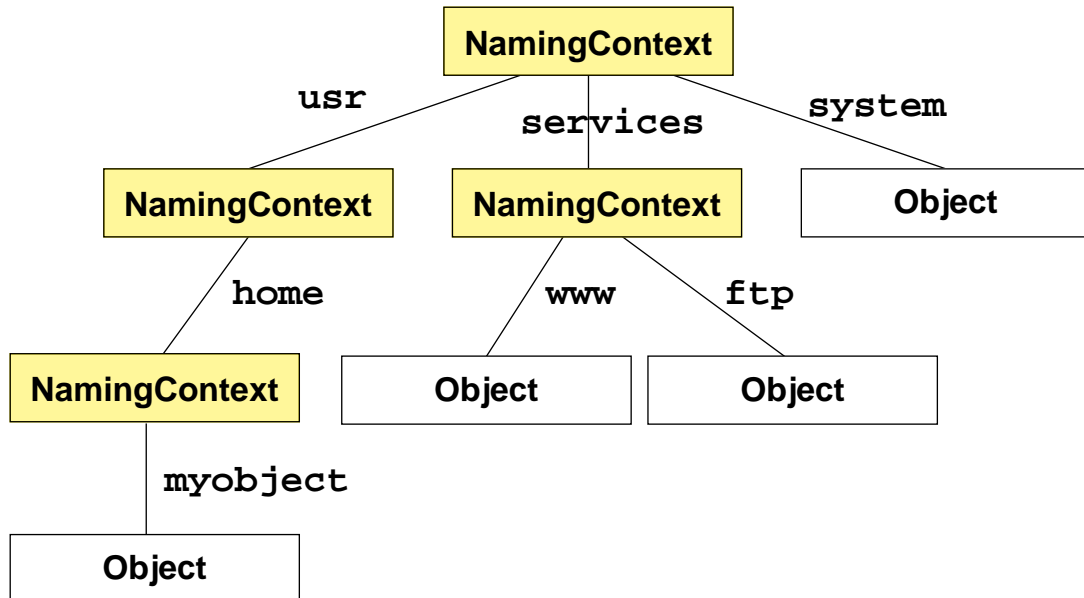 NamingContext
usr
services
system
NamingContext
NamingContext
Object
home
www
ftp
NamingContext
Object
Object
myobject
Object